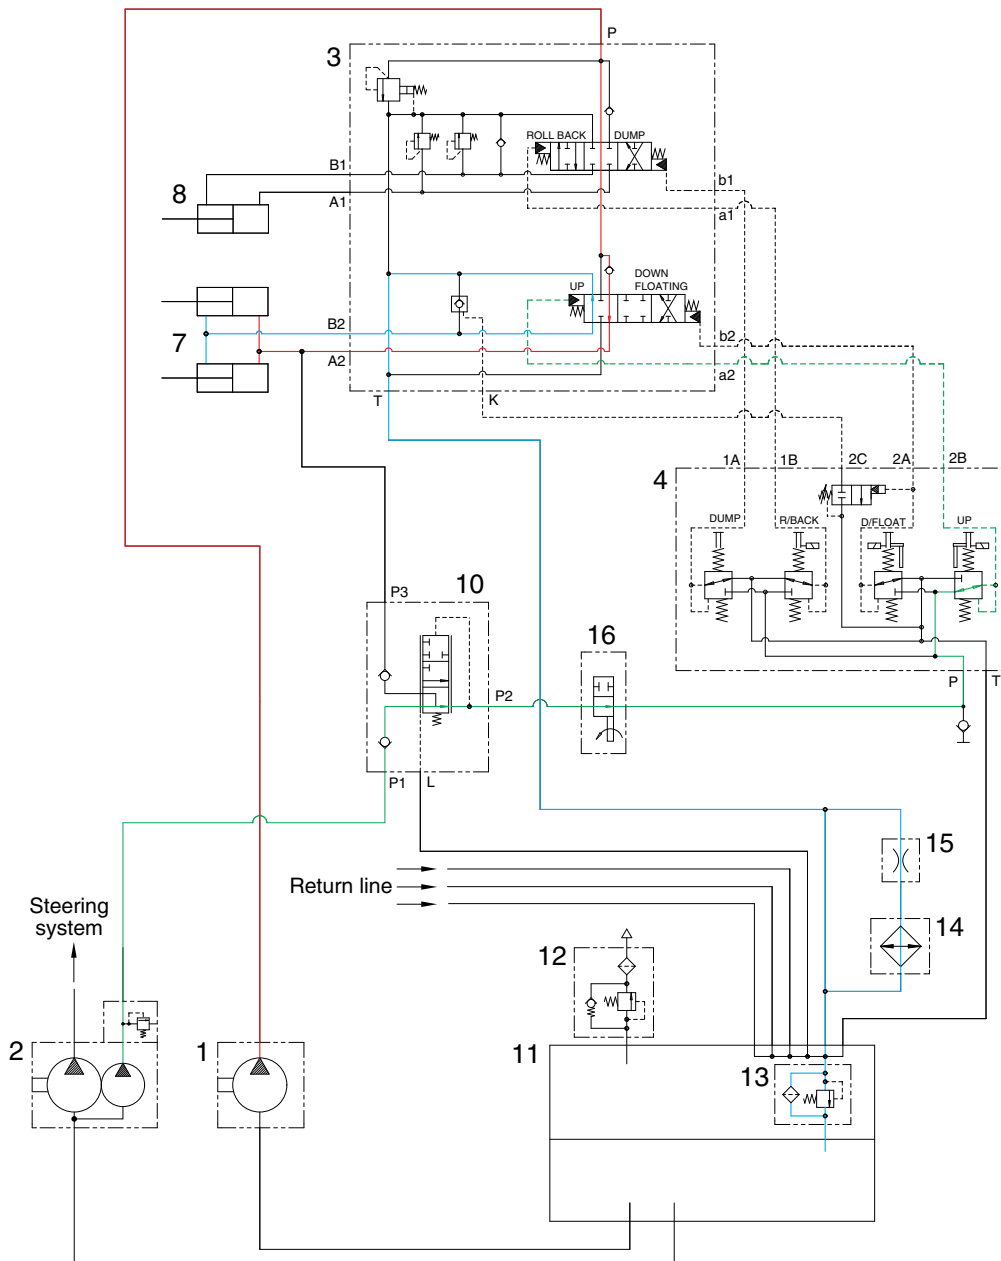 P
3
ROLL BACK
DUMP
B1
8
A1
b1
a1
UP
DOWN
FLOATING
7
B2
A2
b2
a2
T
K
1A
1B
2C
2A
2B
4
DUMP
R/BACK
D/FLOAT
UP
P3
10
16
P2
P
T
P1
L
15
Return line
Steering
system
14
12
2
1
11
13